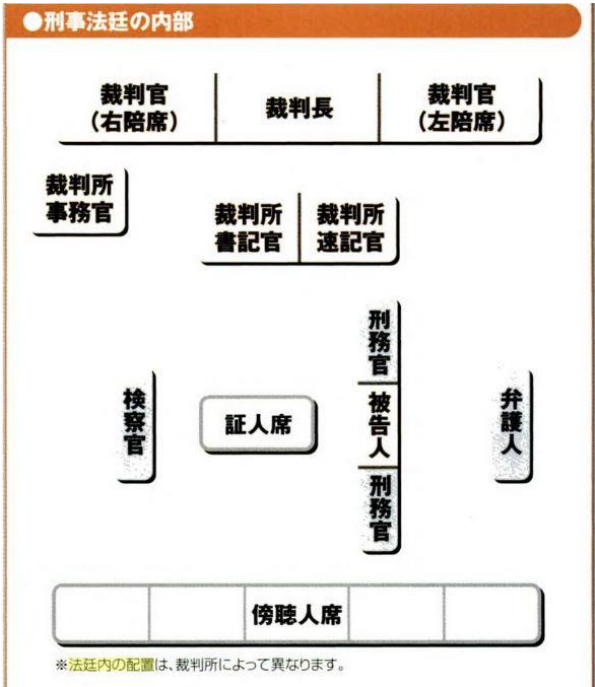 ●刑事法廷の内部
裁判官
(右陪席)
裁判長
裁判官
(左陪席)
裁判所
事務官
裁判所
書記官
裁判所
速記官
刑務官
検察官
証人席
被告人
弁護人
刑務官
傍聴人席
※法廷内の配置は、裁判所によって異なります。